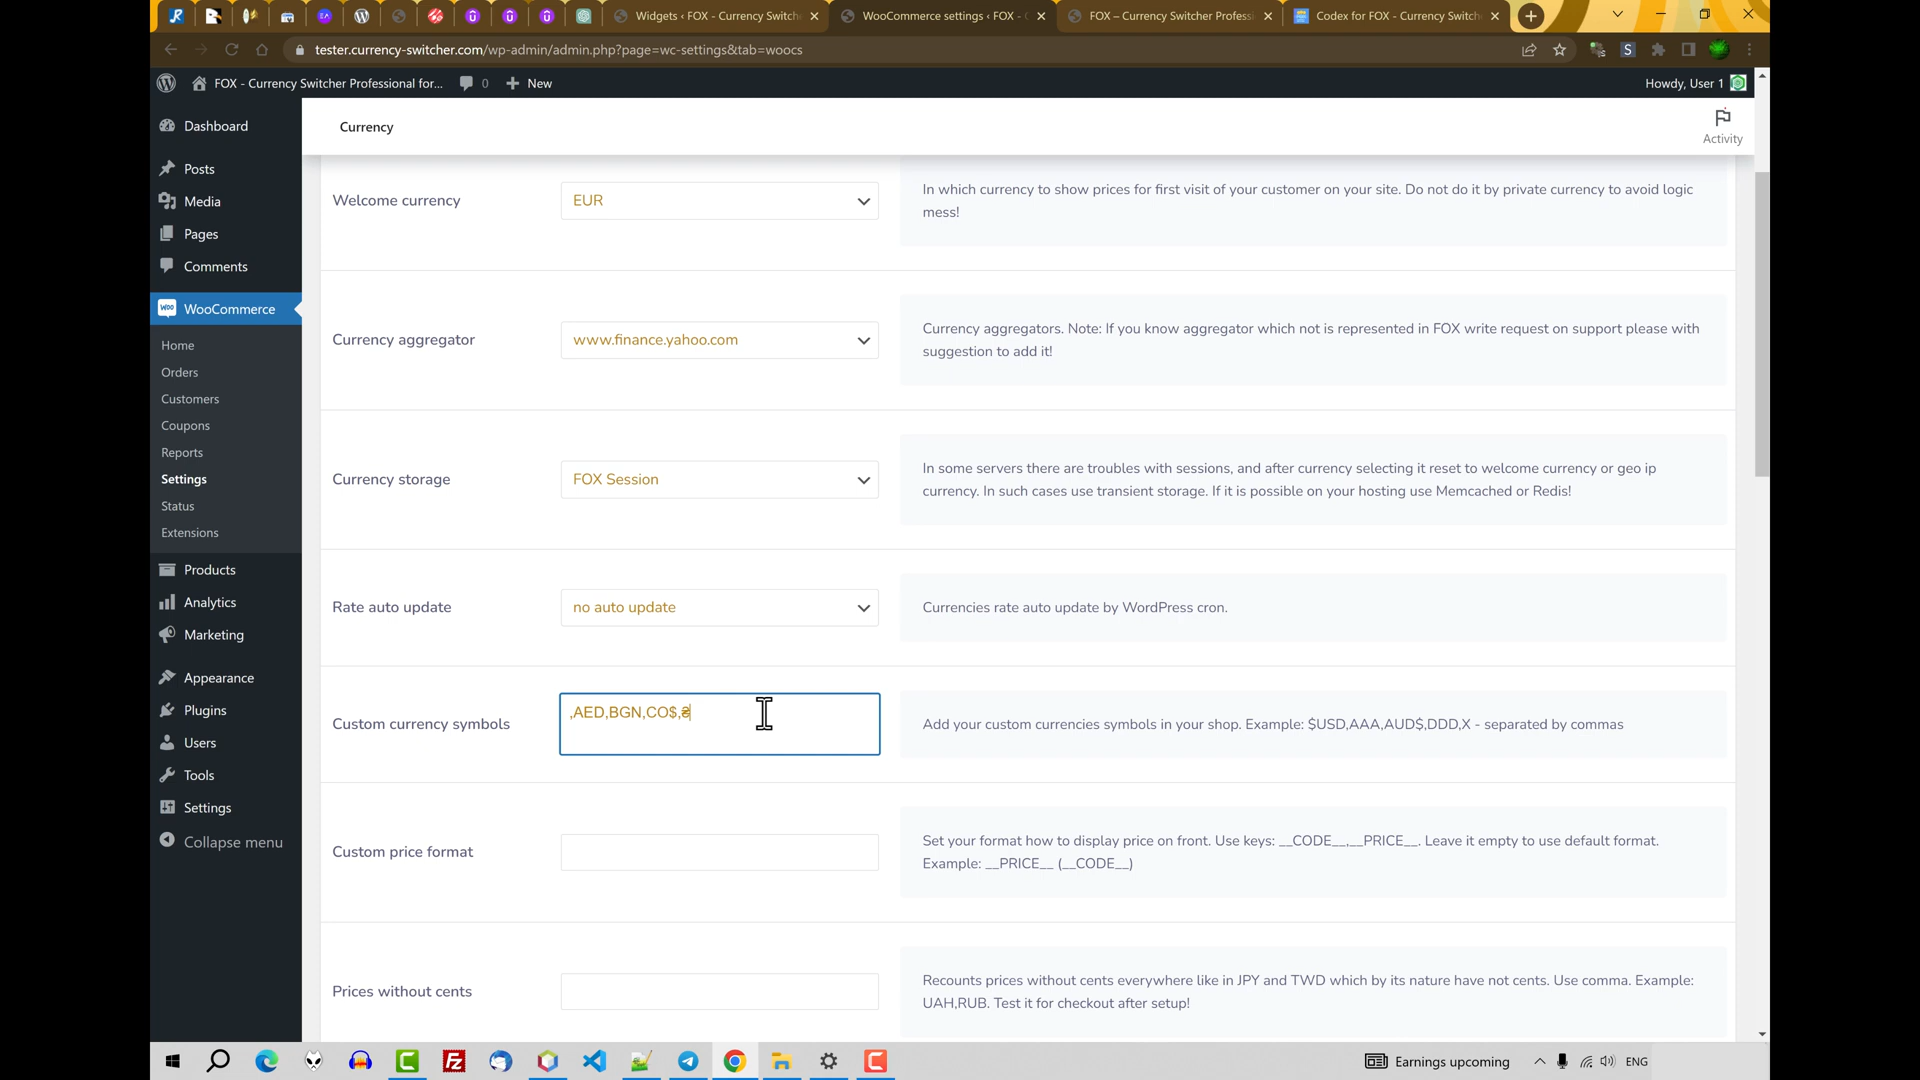 Widgets ‹ FOX - Currency Switch
WooCommerce settings ‹ FOX - 
FOX – Currency Switcher Profess
Codex for FOX - Currency Switch
tester.currency-switcher.com/wp-admin/admin.php?page=wc-settings&tab=woocs
FOX - Currency Switcher Professional for...
0
New
Howdy, User 1
Dashboard
Posts
Media
Pages
Comments
WooCommerce
Home
Orders
Customers
Coupons
Reports
Settings
Status
Extensions
Products
Analytics
Marketing
Appearance
Plugins
Users
Tools
Settings
Collapse menu
Currency
Activity
Welcome currency
EUR
In which currency to show prices for first visit of your customer on your site. Do not do it by private currency to avoid logic
mess!
Currency aggregator
www.finance.yahoo.com
Currency aggregators. Note: If you know aggregator which not is represented in FOX write request on support please with
suggestion to add it!
Currency storage
FOX Session
In some servers there are troubles with sessions, and after currency selecting it reset to welcome currency or geo ip
currency. In such cases use transient storage. If it is possible on your hosting use Memcached or Redis!
Rate auto update
no auto update
Currencies rate auto update by WordPress cron.
Custom currency symbols
,AED,BGN,CO$,₴
Add your custom currencies symbols in your shop. Example: $USD,AAA,AUD$,DDD,X - separated by commas
Custom price format
Set your format how to display price on front. Use keys: __CODE__,__PRICE__. Leave it empty to use default format.
Example: __PRICE__ (__CODE__)
Prices without cents
Recounts prices without cents everywhere like in JPY and TWD which by its nature have not cents. Use comma. Example:
UAH,RUB. Test it for checkout after setup!
Earnings upcoming
ENG